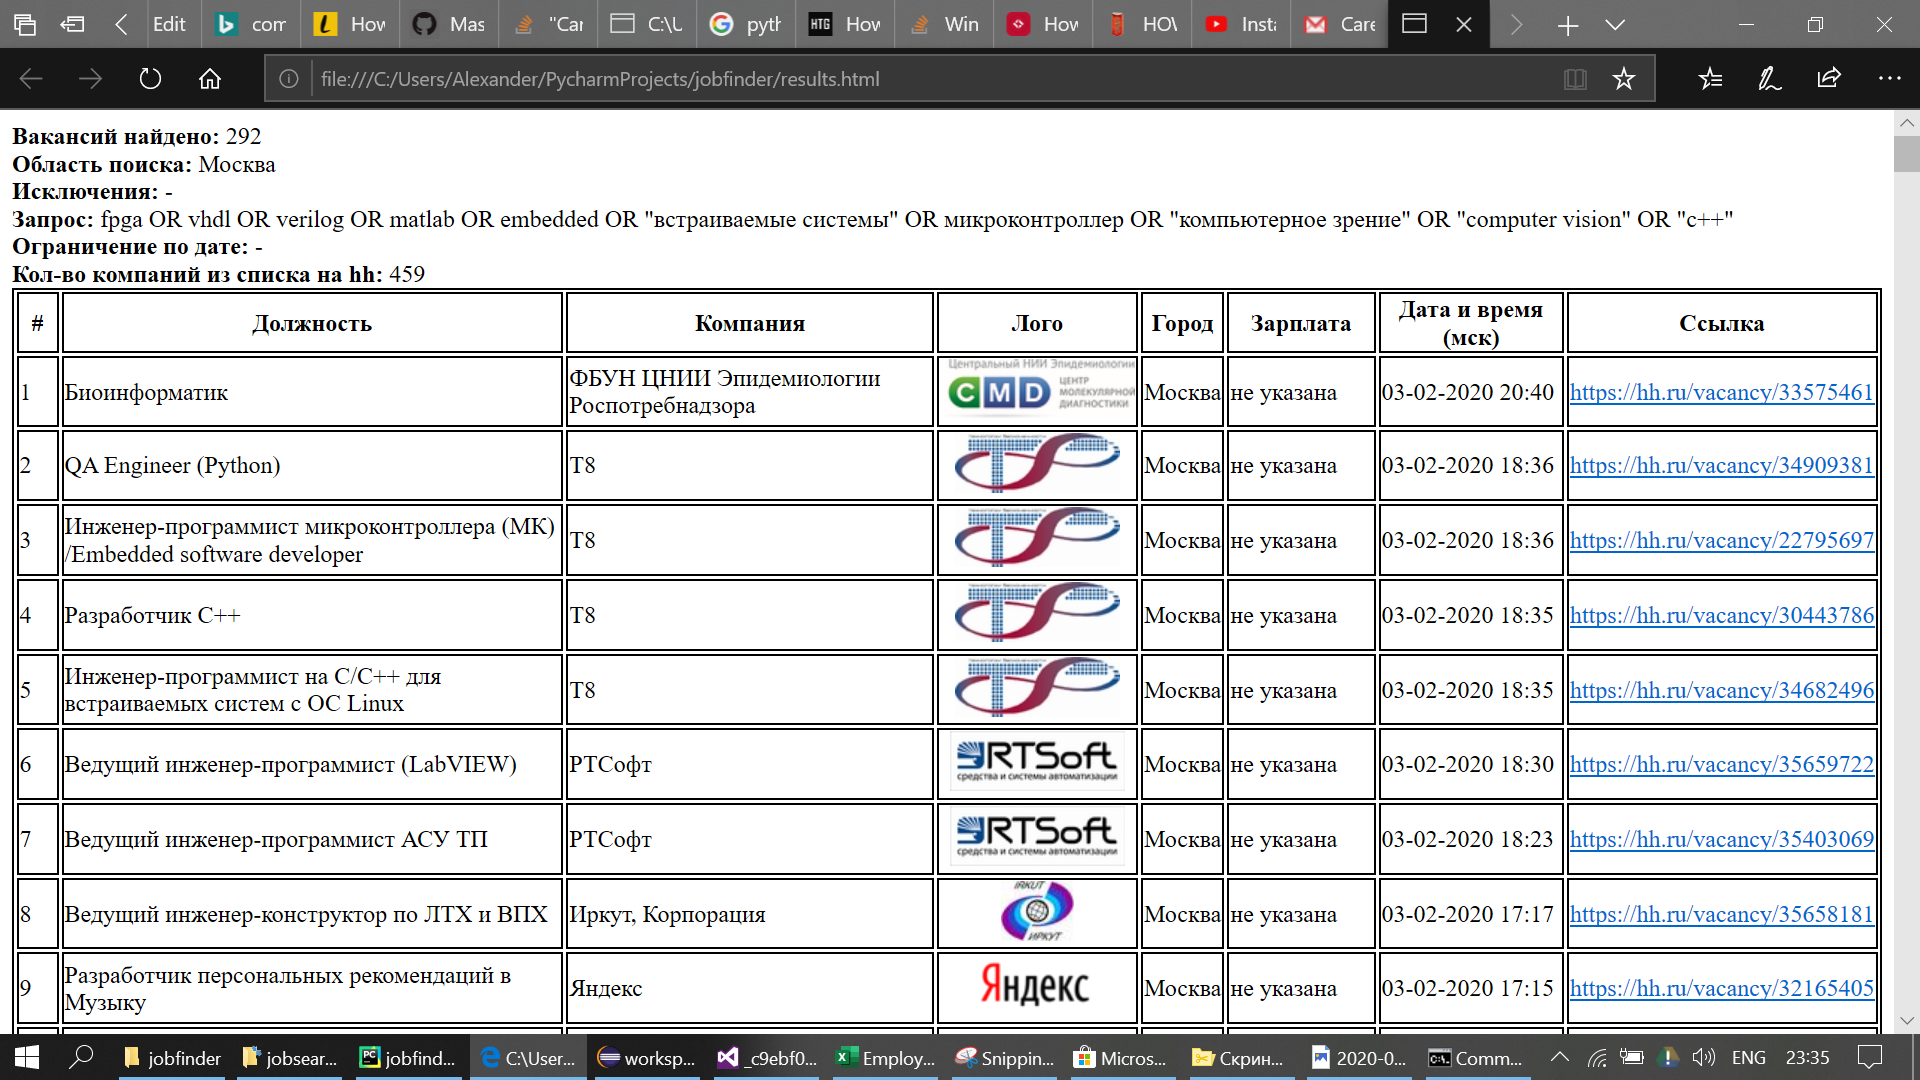 Edit
com
How
Mas
"Car
C:\U
pyth
HTG
How
Win
How
HOW
Insta
Care
file:///C:/Users/Alexander/PycharmProjects/jobfinder/results.html
Вакансий найдено: 292
Область поиска: Москва
Исключения: -
Запрос: fpga OR vhdl OR verilog OR matlab OR embedded OR "встраиваемые системы" OR микроконтроллер OR "компьютерное зрение" OR "computer vision" OR "c++"
Ограничение по дате: -
Кол-во компаний из списка на hh: 459
# Должность Компания Лого Город Зарплата Дата и время
(мск) Ссылка
1 Биоинформатик ФБУН ЦНИИ Эпидемиологии
Роспотребнадзора Центральный НИИ Эпидемиологии
CMD ЦЕНТР
МОЛЕКУЛЯРНОЙ
ДИАГНОСТИКИ Москва не указана 03-02-2020 20:40 https://hh.ru/vacancy/33575461
2 QA Engineer (Python) Т8 Москва не указана 03-02-2020 18:36 https://hh.ru/vacancy/34909381
3 Инженер-программист микроконтроллера (МК)
/Embedded software developer Т8 Москва не указана 03-02-2020 18:36 https://hh.ru/vacancy/22795697
4 Разработчик C++ Т8 Москва не указана 03-02-2020 18:35 https://hh.ru/vacancy/30443786
5 Инженер-программист на С/С++ для
встраиваемых систем с ОС Linux Т8 Москва не указана 03-02-2020 18:35 https://hh.ru/vacancy/34682496
6 Ведущий инженер-программист (LabVIEW) РТСофт RTSoft
средства и системы автоматизации Москва не указана 03-02-2020 18:30 https://hh.ru/vacancy/35659722
7 Ведущий инженер-программист АСУ ТП РТСофт RTSoft
средства и системы автоматизации Москва не указана 03-02-2020 18:23 https://hh.ru/vacancy/35403069
8 Ведущий инженер-конструктор по ЛТХ и ВПХ Иркут, Корпорация IRKUT
ИРКУТ Москва не указана 03-02-2020 17:17 https://hh.ru/vacancy/35658181
9 Разработчик персональных рекомендаций в
Музыку Яндекс Яндекс Москва не указана 03-02-2020 17:15 https://hh.ru/vacancy/32165405
jobfinder
jobsear...
jobfind...
C:\User...
worksp...
_c9ebf0...
Employ...
Snippin...
Micros...
Скрин...
2020-0...
Comm...
ENG
23:35